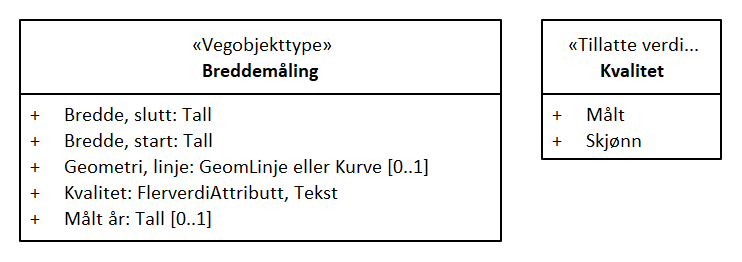 «Vegobjekttype»
Breddemåling
+ Bredde, slutt: Tall
+ Bredde, start: Tall
+ Geometri, linje: GeomLinje eller Kurve [0..1]
+ Kvalitet: FlerverdiAttributt, Tekst
+ Målt år: Tall [0..1]
«Tillatte verdi...
Kvalitet
+ Målt
+ Skjønn